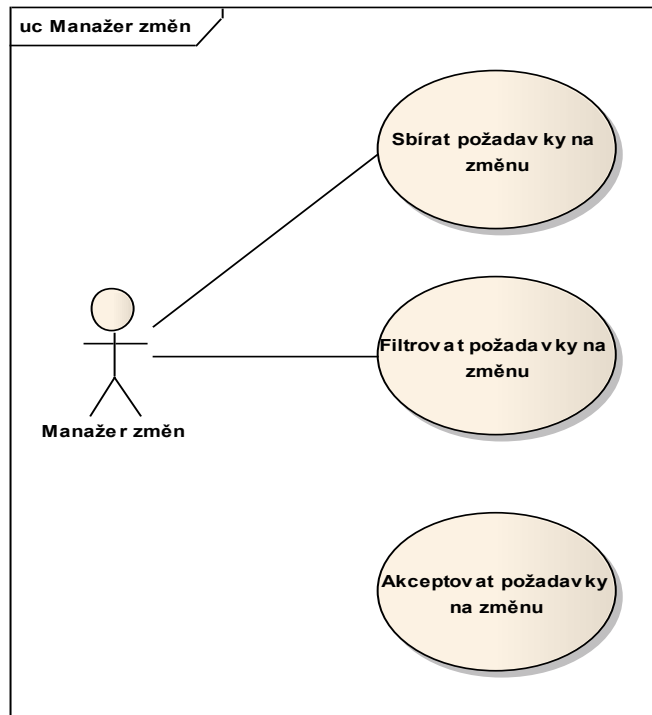 uc Manažer změn
Sbírat požadavky na
změnu
Filtrovat požadavky na
změnu
Manažer změn
Akceptovat požadavky
na změnu